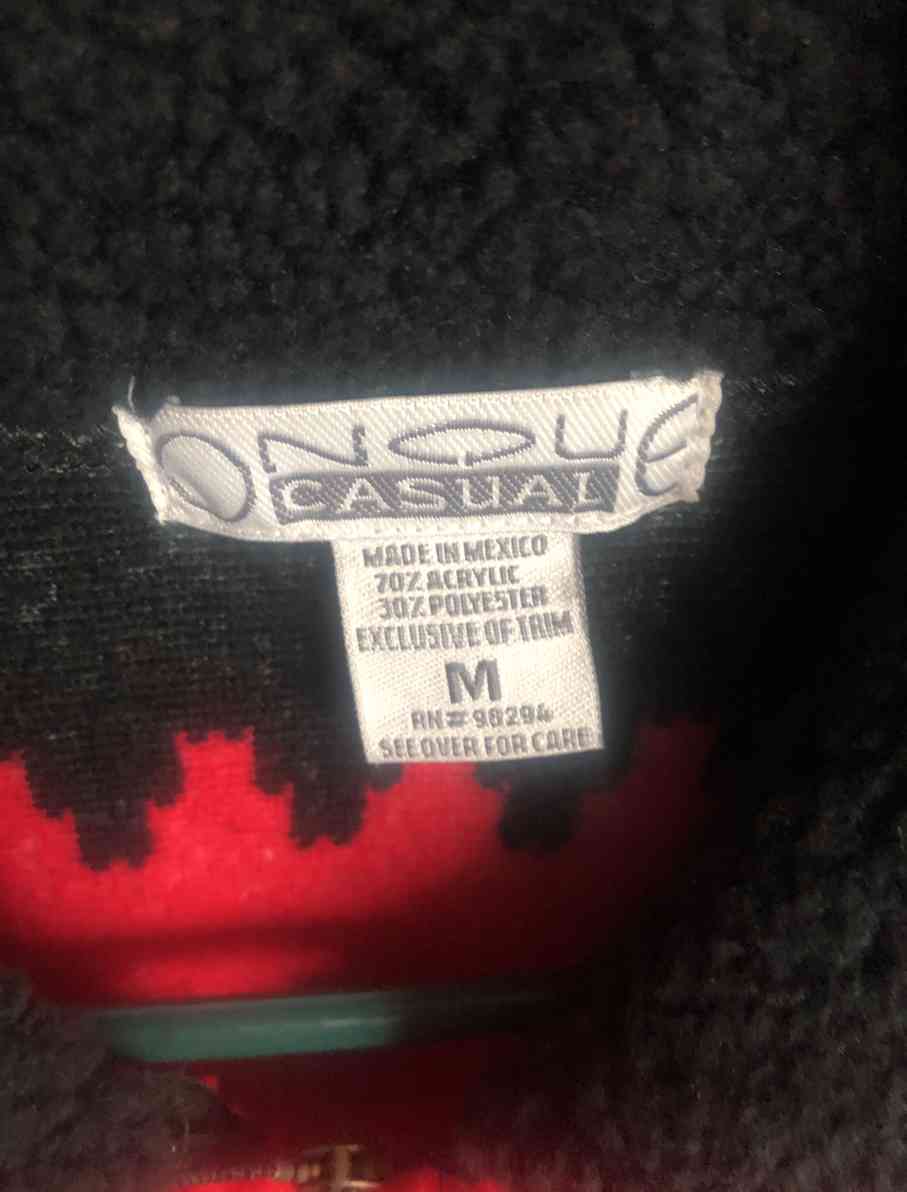 ONQUE
CASUAL
MADE IN MEXICO
70% ACRYLIC
30% POLYESTER
EXCLUSIVE OF TRIM
M
RN# 98294
SEE OVER FOR CARE